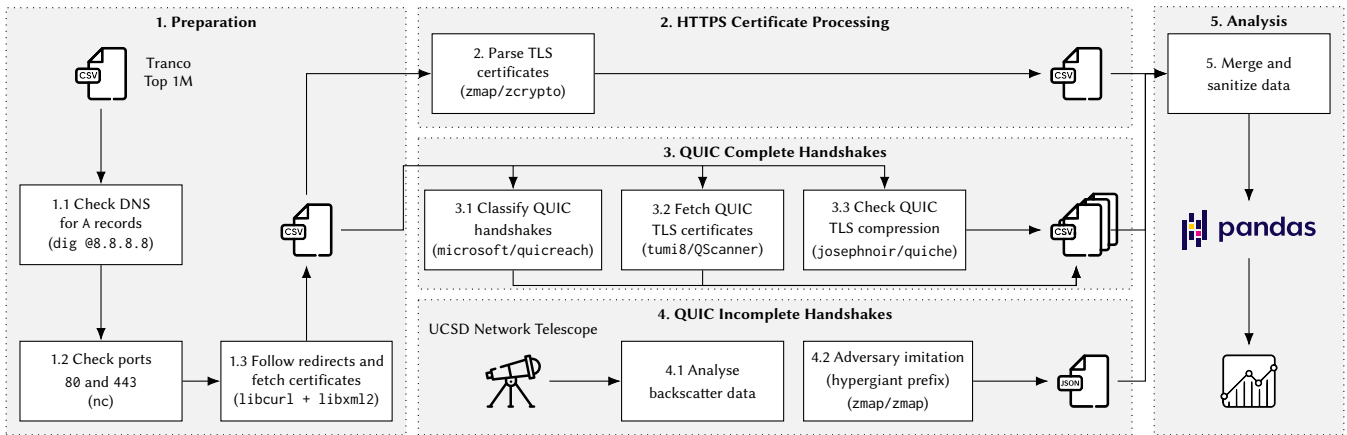 1. Preparation
CSV
Tranco
Top 1M
1.1 Check DNS
for A records
(dig @8.8.8.8)
1.2 Check ports
80 and 443
(nc)
1.3 Follow redirects and
fetch certificates
(libcurl + libxml2)
CSV
2. HTTPS Certificate Processing
2. Parse TLS
certificates
(zmap/zcrypto)
CSV
3. QUIC Complete Handshakes
3.1 Classify QUIC
handshakes
(microsoft/quicreach)
3.2 Fetch QUIC
TLS certificates
(tumi8/QScanner)
3.3 Check QUIC
TLS compression
(josephnoir/quiche)
CSV
4. QUIC Incomplete Handshakes
UCSD Network Telescope
4.1 Analyse
backscatter data
4.2 Adversary imitation
(hypergiant prefix)
(zmap/zmap)
JSON
5. Analysis
5. Merge and
sanitize data
pandas